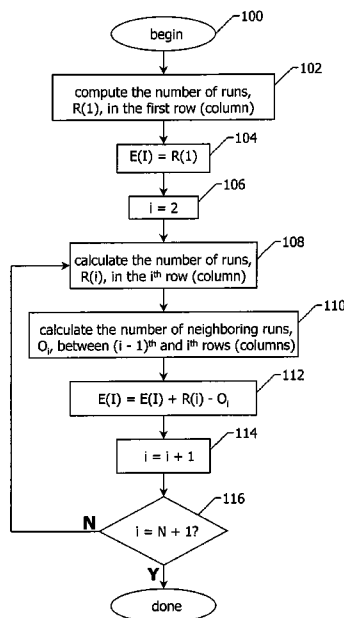 begin
100
compute the number of runs,
R(1), in the first row (column)
102
E(I) = R(1)
104
i = 2
106
calculate the number of runs,
R(i), in the iᵗʰ row (column)
108
calculate the number of neighboring runs,
Oᵢ, between (i - 1)ᵗʰ and iᵗʰ rows (columns)
110
E(I) = E(I) + R(i) - Oᵢ
112
i = i + 1
114
i = N + 1?
116
N
Y
done